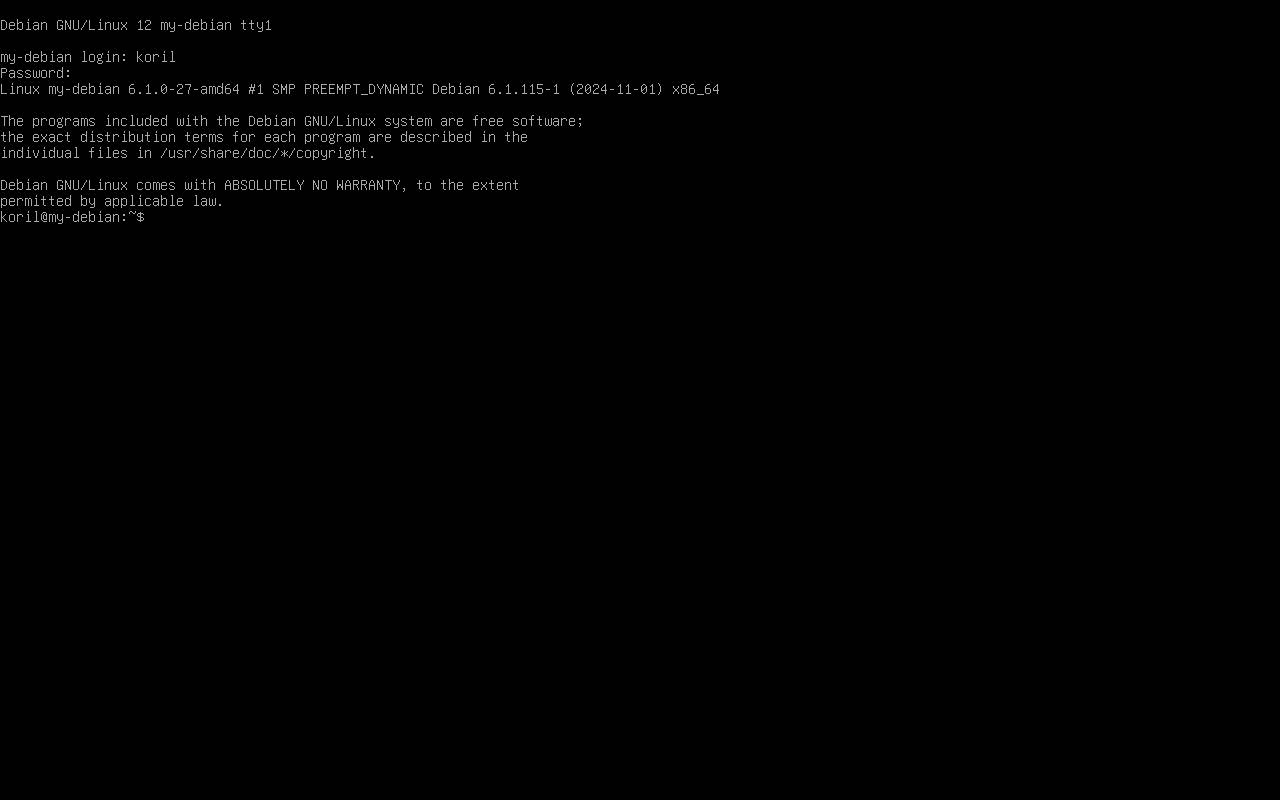 Debian GNU/Linux 12 my-debian tty1
my-debian login: koril
Password:
Linux my-debian 6.1.0-27-amd64 #1 SMP PREEMPT_DYNAMIC Debian 6.1.115-1 (2024-11-01) x86_64
The programs included with the Debian GNU/Linux system are free software;
the exact distribution terms for each program are described in the
individual files in /usr/share/doc/*/copyright.
Debian GNU/Linux comes with ABSOLUTELY NO WARRANTY, to the extent
permitted by applicable law.
koril@my-debian:~$